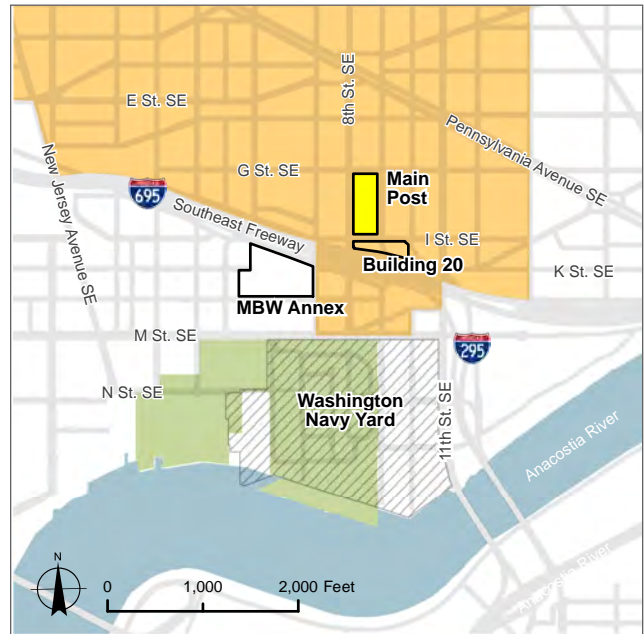 8th St. SE
E St. SE
Pennsylvania Avenue SE
G St. SE
Main
Post
New Jersey Avenue SE
695
Southeast Freeway
I St. SE
Building 20
K St. SE
MBW Annex
M St. SE
295
N St. SE
Washington
Navy Yard
11th St. SE
Anacostia River
Anacostia River
N
0 1,000 2,000 Feet